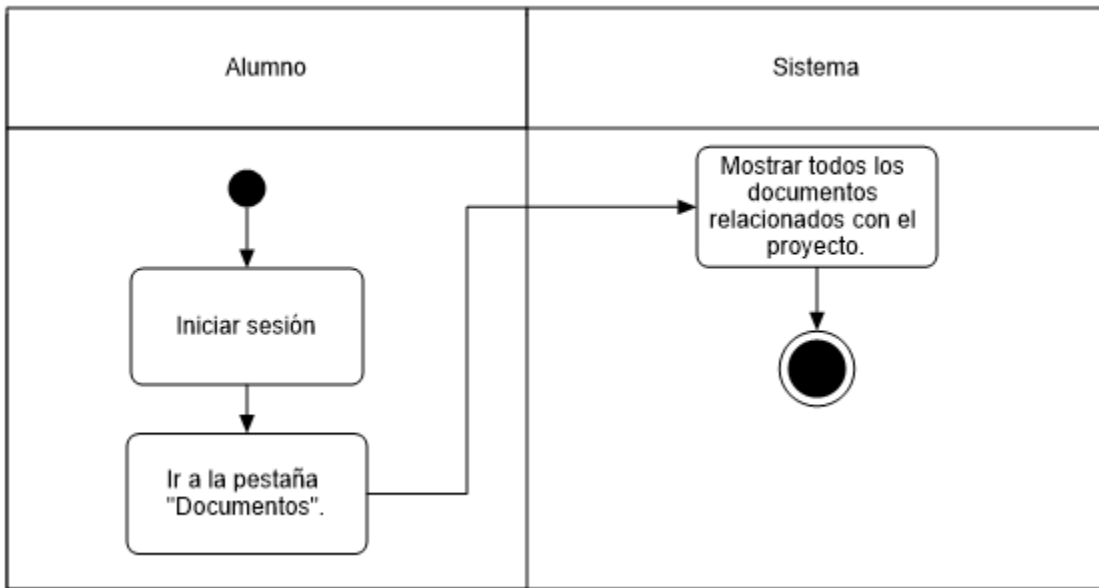 Alumno
Sistema
Iniciar sesión
Ir a la pestaña
"Documentos".
Mostrar todos los
documentos
relacionados con el
proyecto.